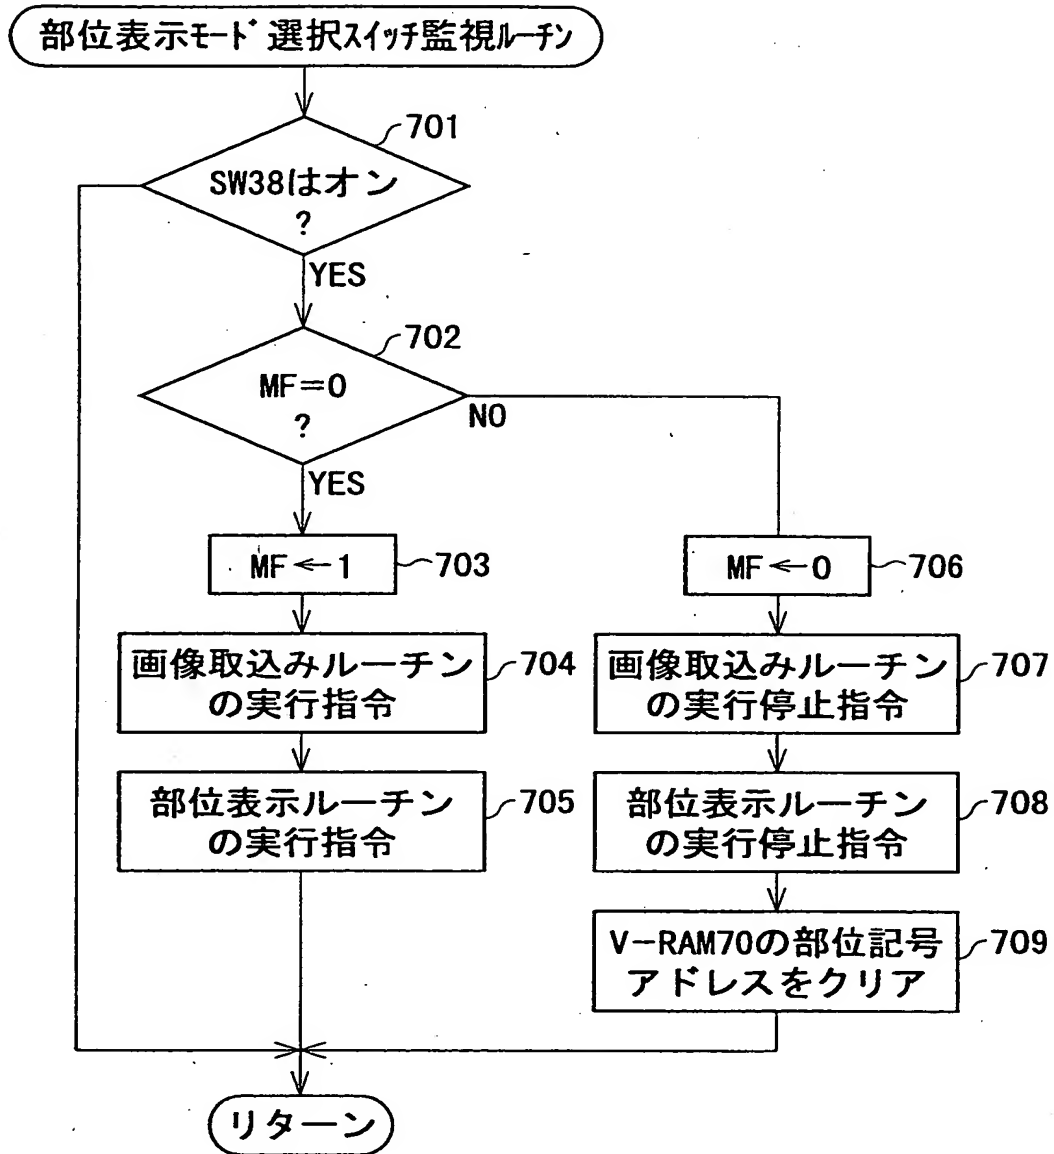 部位表示モード選択スイッチ監視ルーチン
701
SW38はオン
?
YES
702
MF=0
?
NO
YES
MF←1
703
MF←0
706
画像取込みルーチン
の実行指令
704
画像取込みルーチン
の実行停止指令
707
部位表示ルーチン
の実行指令
705
部位表示ルーチン
の実行停止指令
708
V-RAM70の部位記号
アドレスをクリア
709
リターン